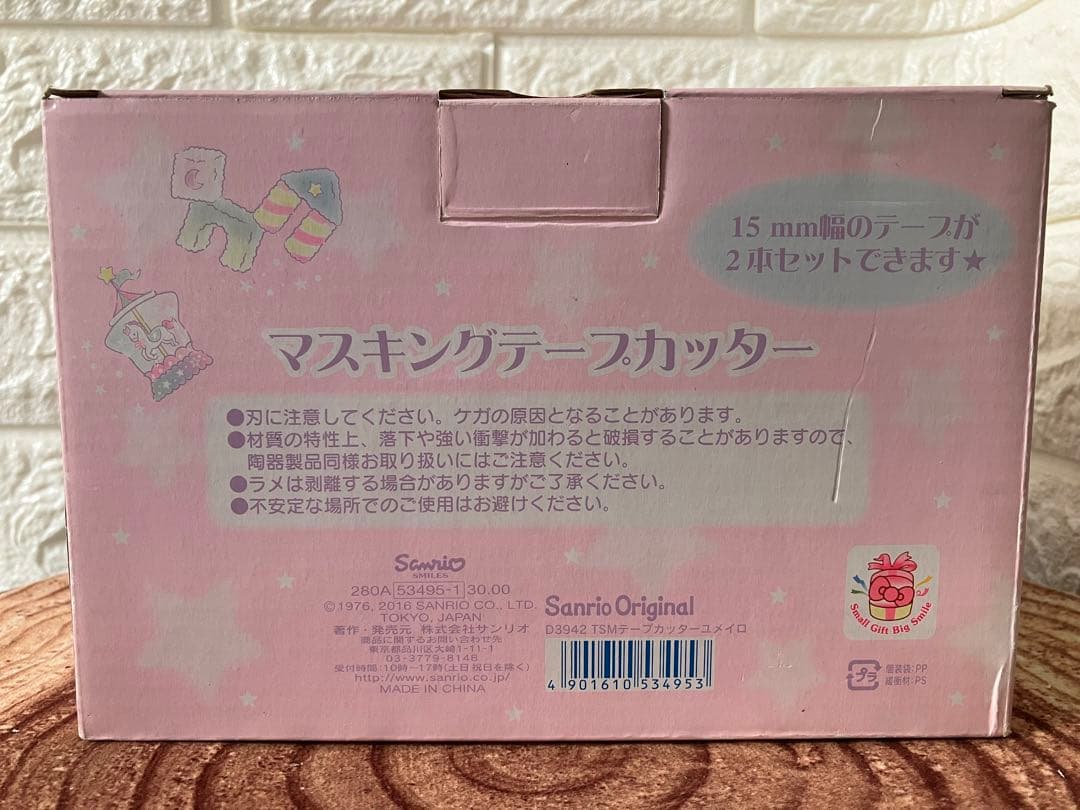 15 mm幅のテープが
2本セットできます★
マスキングテープカッター
●刃に注意してください。ケガの原因となることがあります。
●材質の特性上、落下や強い衝撃が加わると破損することがありますので、
陶器製品同様お取り扱いにはご注意ください。
●ラメは剥離する場合がありますがご了承ください。
●不安定な場所でのご使用はお避けください。
Sanrio
SMILES
280A 53495-1 30.00
©1976, 2016 SANRIO CO., LTD.
TOKYO, JAPAN
著作・発売元 株式会社サンリオ
商品に関するお問い合わせ先
東京都品川区大崎1-11-1
03-3779-8148
受付時間:10時〜17時(土日祝日を除く)
http://www.sanrio.co.jp/
MADE IN CHINA
Sanrio Original
D3942 TSMテープカッターユメイロ
4 901610 534953
Small Gift Big Smile
プラ
個装袋:PP
緩衝材:PS